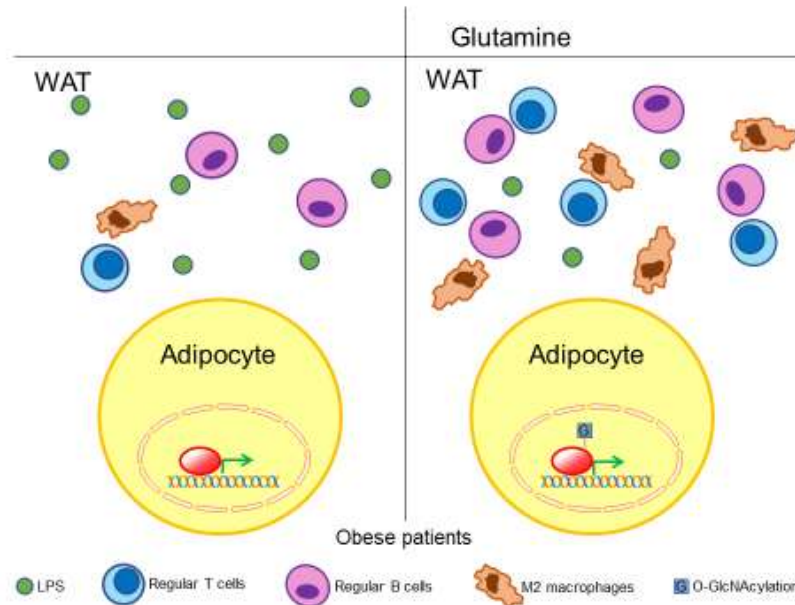 Glutamine
WAT
WAT
Adipocyte
Adipocyte
G
Obese patients
LPS
Regular T cells
Regular B cells
M2 macrophages
G
O-GlcNAcylation